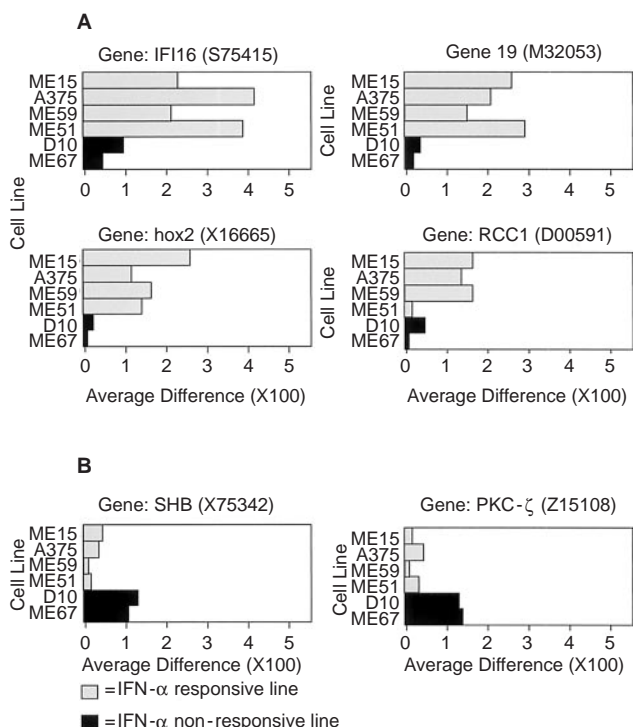 A
Gene: IFI16 (S75415)
Cell Line
ME15
A375
ME59
ME51
D10
ME67
0 1 2 3 4 5
Gene 19 (M32053)
Cell Line
ME15
A375
ME59
ME51
D10
ME67
0 1 2 3 4 5
Gene: hox2 (X16665)
ME15
A375
ME59
ME51
D10
ME67
0 1 2 3 4 5
Average Difference (X100)
Gene: RCC1 (D00591)
Cell Line
ME15
A375
ME59
ME51
D10
ME67
0 1 2 3 4 5
Average Difference (X100)
B
Gene: SHB (X75342)
Cell Line
ME15
A375
ME59
ME51
D10
ME67
0 1 2 3 4 5
Average Difference (X100)
Gene: PKC-ζ (Z15108)
Cell Line
ME15
A375
ME59
ME51
D10
ME67
0 1 2 3 4 5
Average Difference (X100)
=IFN-α responsive line
=IFN-α non-responsive line